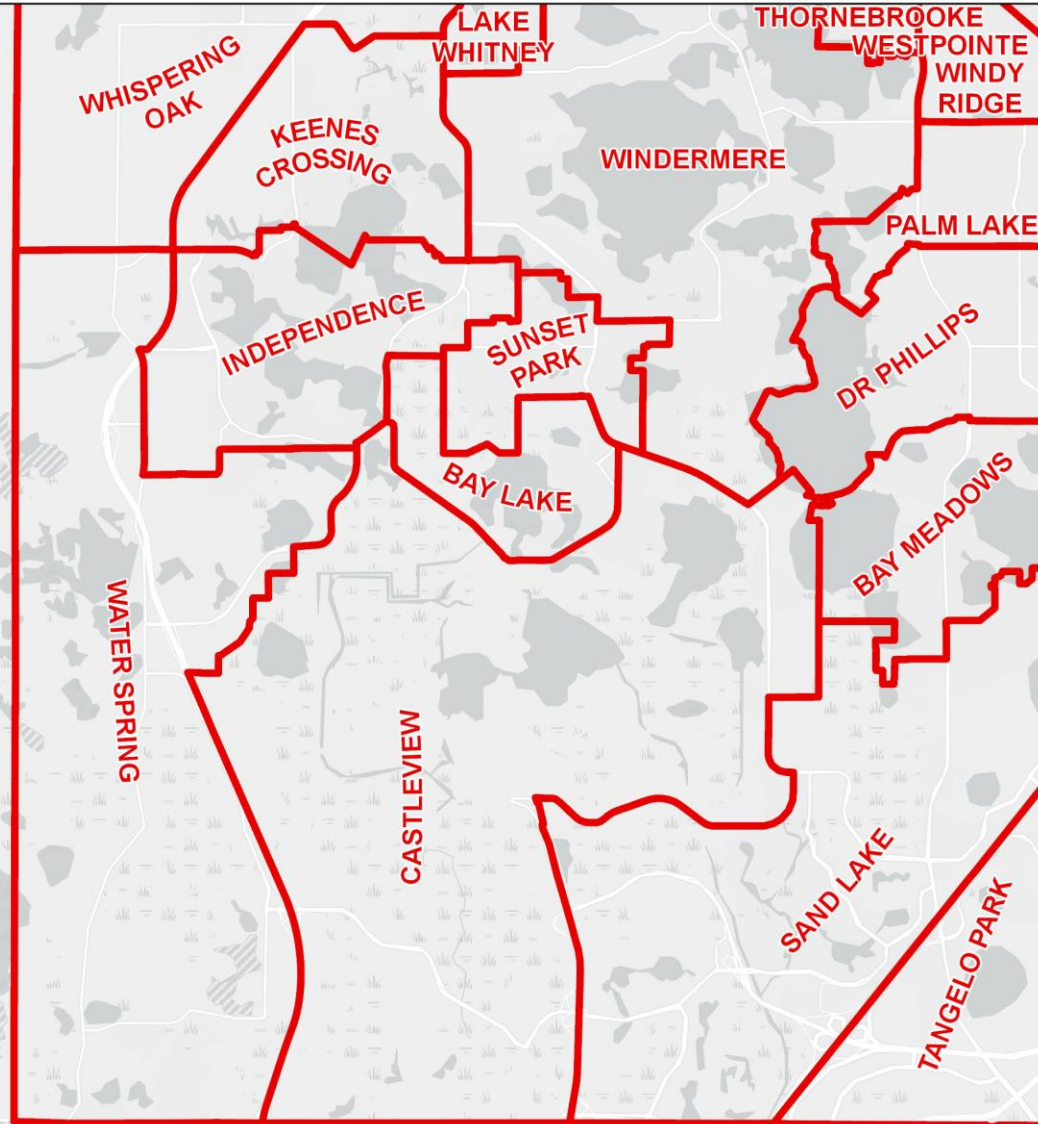 LAKE
WHITNEY
THORNEBROOKE
WESTPOINTE
WINDY
RIDGE
WHISPERING
OAK
KEENES
CROSSING
WINDERMERE
PALM LAKE
INDEPENDENCE
SUNSET
PARK
DR PHILLIPS
BAY LAKE
BAY MEADOWS
WATER SPRING
CASTLEVIEW
SAND LAKE
TANGELO PARK